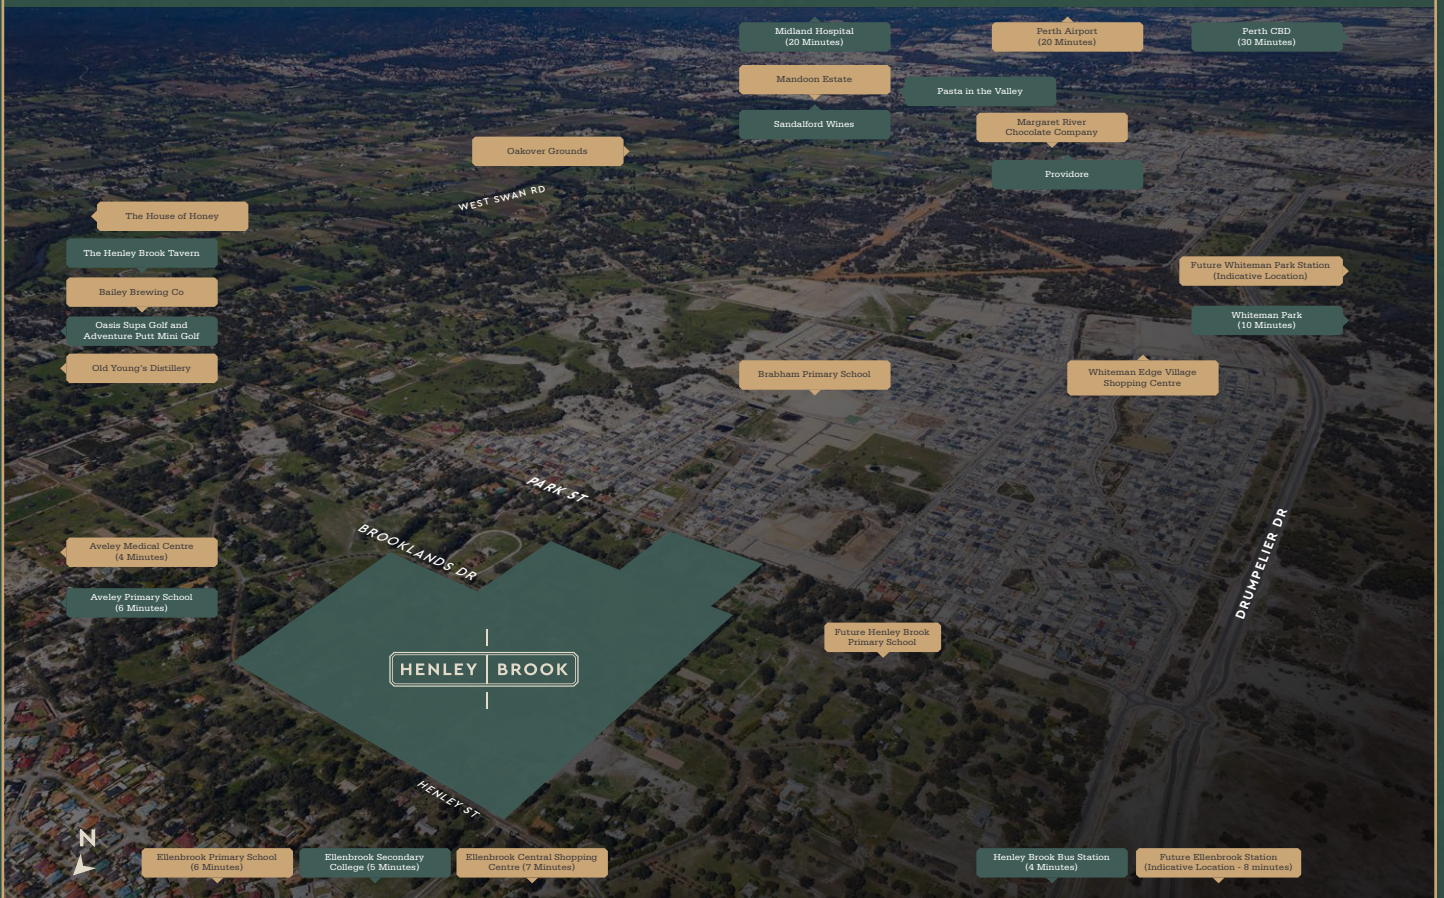 Midland Hospital
(20 Minutes)
Perth Airport
(20 Minutes)
Perth CBD
(30 Minutes)
Mandoon Estate
Pasta in the Valley
Sandalford Wines
Margaret River
Chocolate Company
Oakover Grounds
Providore
WEST SWAN RD
The House of Honey
The Henley Brook Tavern
Bailey Brewing Co
Oasis Supa Golf and
Adventure Putt Mini Golf
Old Young's Distillery
Future Whiteman Park Station
(Indicative Location)
Whiteman Park
(10 Minutes)
Brabham Primary School
Whiteman Edge Village
Shopping Centre
PARK ST
BROOKLANDS DR
DRUMPELIER DR
Aveley Medical Centre
(4 Minutes)
Aveley Primary School
(6 Minutes)
Future Henley Brook
Primary School
HENLEY BROOK
HENLEY ST
N
Ellenbrook Primary School
(6 Minutes)
Ellenbrook Secondary
College (5 Minutes)
Ellenbrook Central Shopping
Centre (7 Minutes)
Henley Brook Bus Station
(4 Minutes)
Future Ellenbrook Station
(Indicative Location - 8 minutes)